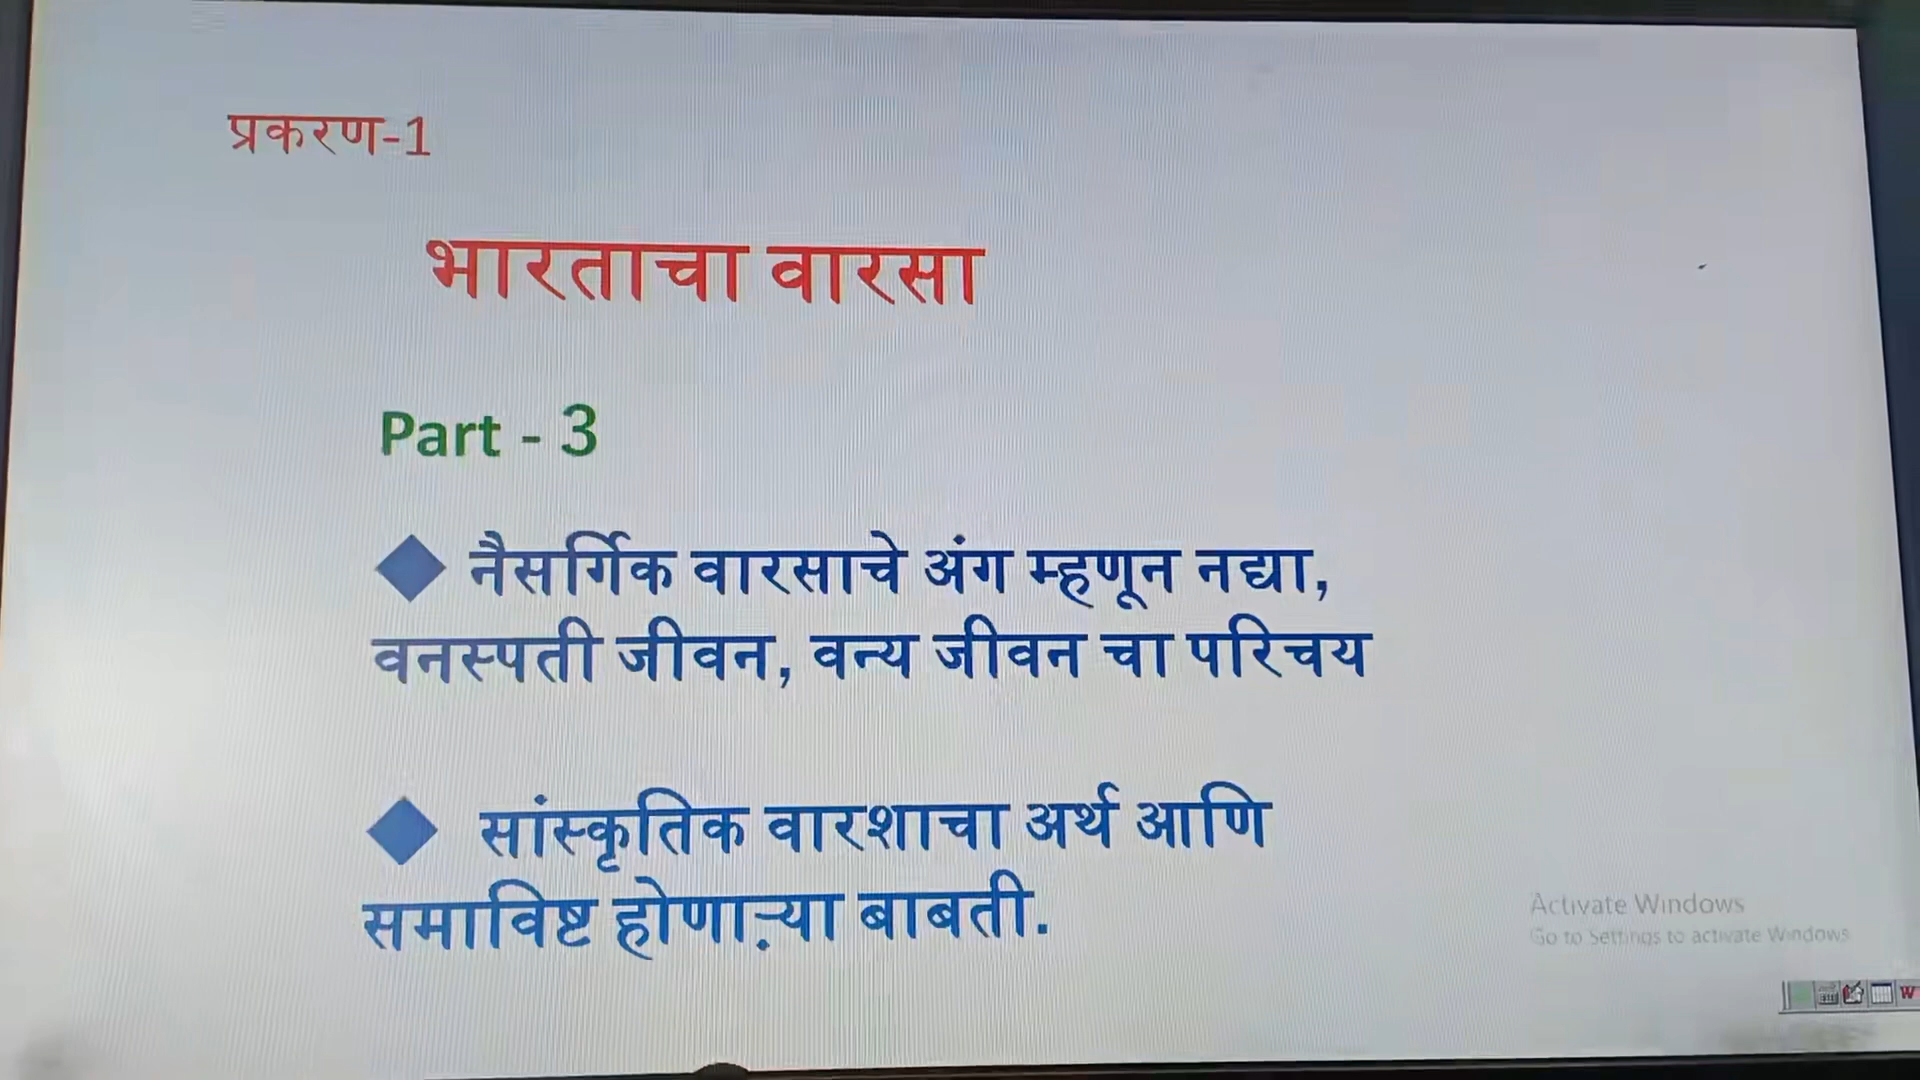 प्रकरण-1
भारताचा वारसा
Part - 3
नैसर्गिक वारसाचे अंग म्हणून नद्या,
वनस्पती जीवन, वन्य जीवन चा परिचय
सांस्कृतिक वारशाचा अर्थ आणि
समाविष्ट होणाऱ्या बाबती.
Activate Windows
Go to Settings to activate Windows